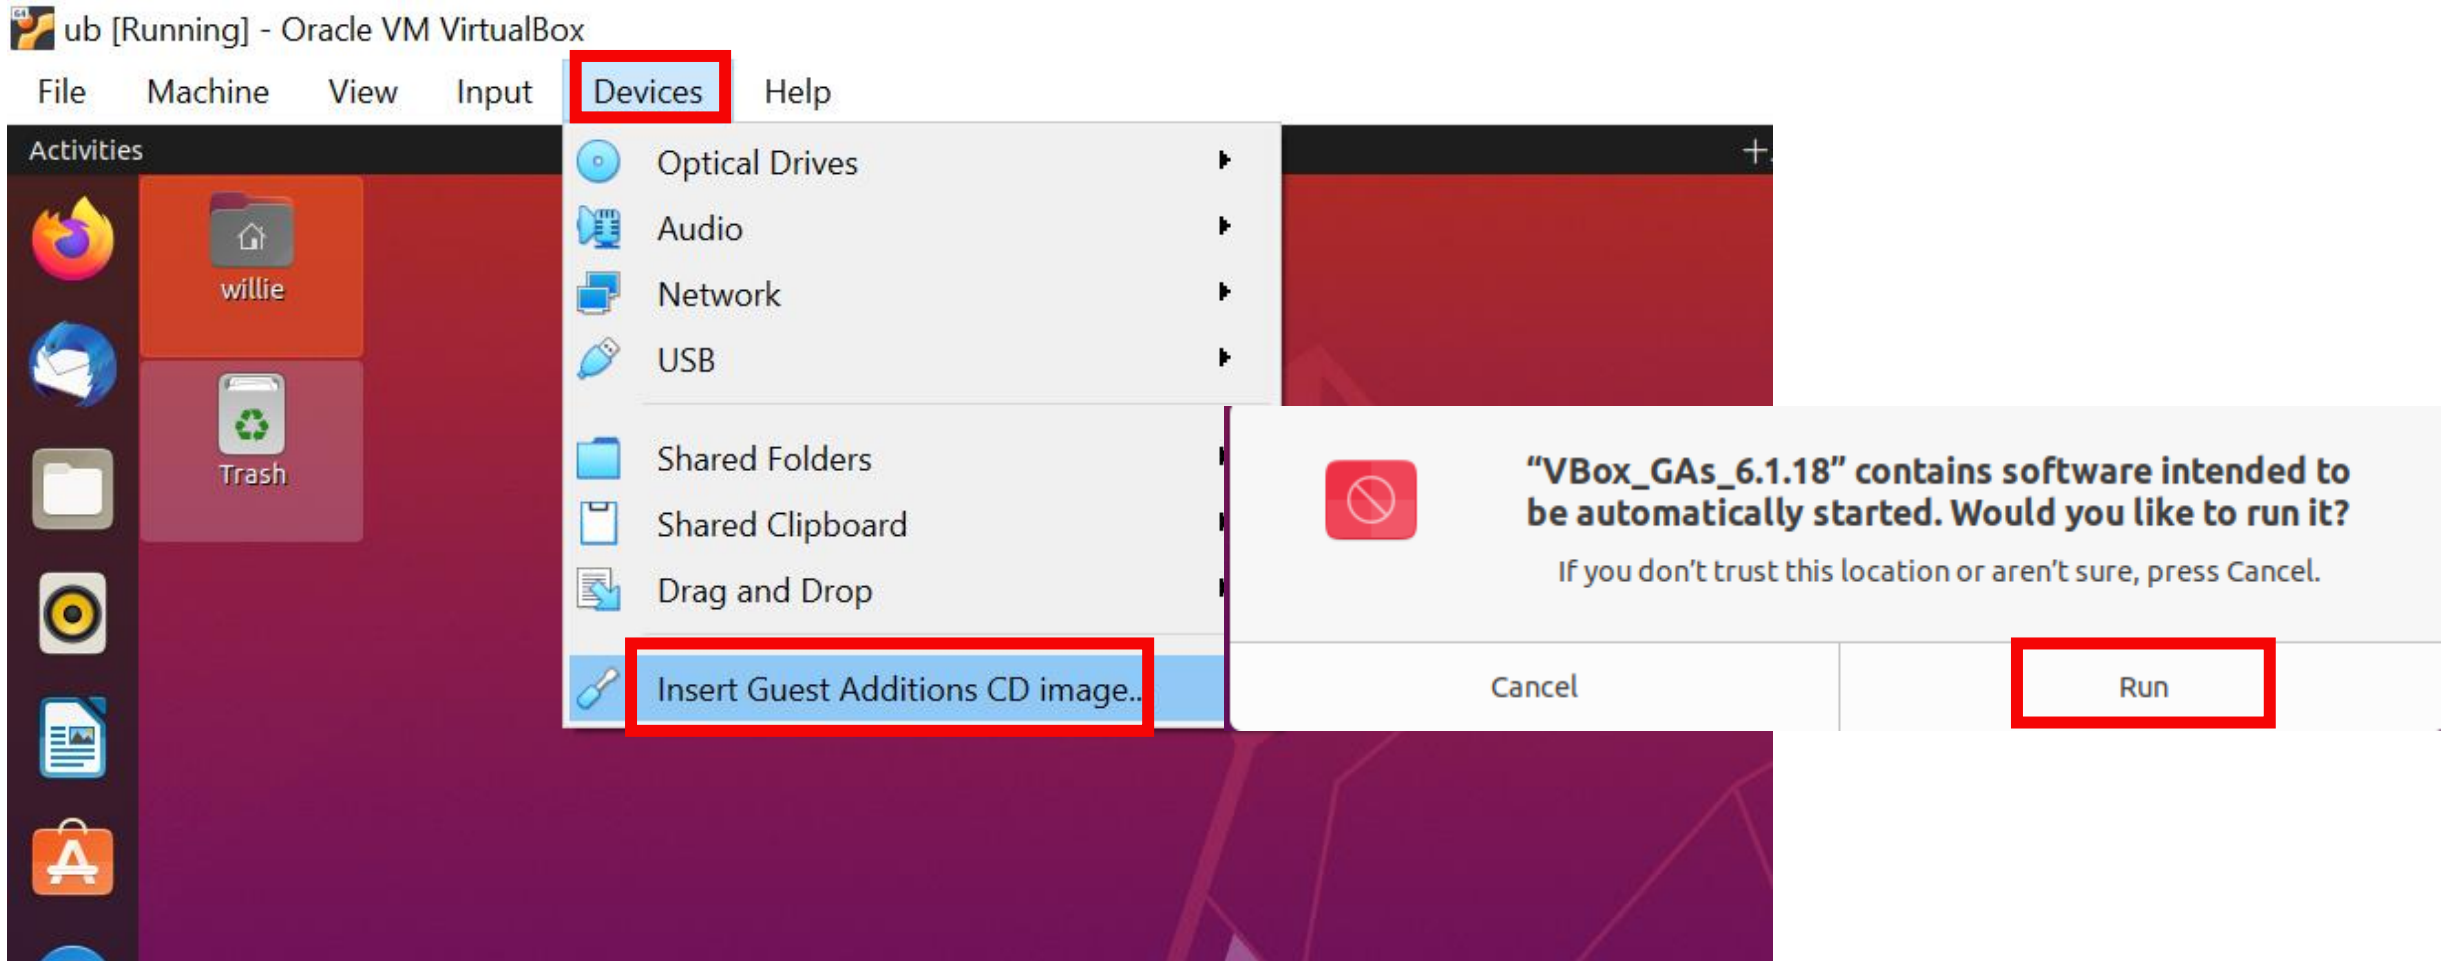 ub [Running] - Oracle VM VirtualBox
File Machine View Input Devices Help
Activities
willie
Trash
Optical Drives
Audio
Network
USB
Shared Folders
Shared Clipboard
Drag and Drop
Insert Guest Additions CD image...
“VBox_GAs_6.1.18” contains software intended to
be automatically started. Would you like to run it?
If you don’t trust this location or aren’t sure, press Cancel.
Cancel Run